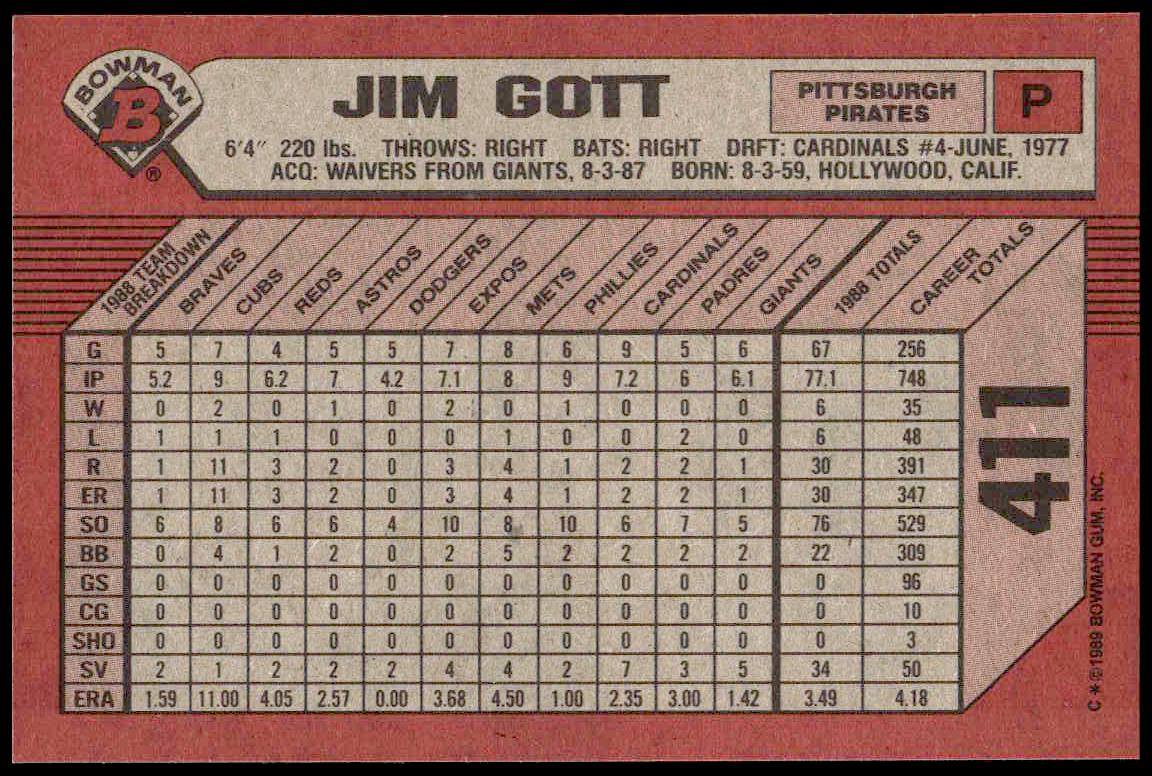 BOWMAN
B
®
JIM GOTT
PITTSBURGH
PIRATES
P
6'4" 220 lbs. THROWS: RIGHT BATS: RIGHT DRFT: CARDINALS #4-JUNE, 1977
ACQ: WAIVERS FROM GIANTS, 8-3-87 BORN: 8-3-59, HOLLYWOOD, CALIF.
1988 TEAM
BREAKDOWN
BRAVES
CUBS
REDS
ASTROS
DODGERS
EXPOS
METS
PHILLIES
CARDINALS
PADRES
GIANTS
1988 TOTALS
CAREER
TOTALS
G 5 7 4 5 5 7 8 6 9 5 6 67 256
IP 5.2 9 6.2 7 4.2 7.1 8 9 7.2 6 6.1 77.1 748
W 0 2 0 1 0 2 0 1 0 0 0 6 35
L 1 1 1 0 0 0 1 0 0 2 0 6 48
R 1 11 3 2 0 3 4 1 2 2 1 30 391
ER 1 11 3 2 0 3 4 1 2 2 1 30 347
SO 6 8 6 6 4 10 8 10 6 7 5 76 529
BB 0 4 1 2 0 2 5 2 2 2 2 22 309
GS 0 0 0 0 0 0 0 0 0 0 0 0 96
CG 0 0 0 0 0 0 0 0 0 0 0 0 10
SHO 0 0 0 0 0 0 0 0 0 0 0 0 3
SV 2 1 2 2 2 4 4 2 7 3 5 34 50
ERA 1.59 11.00 4.05 2.57 0.00 3.68 4.50 1.00 2.35 3.00 1.42 3.49 4.18
411
C*©1989 BOWMAN GUM, INC.